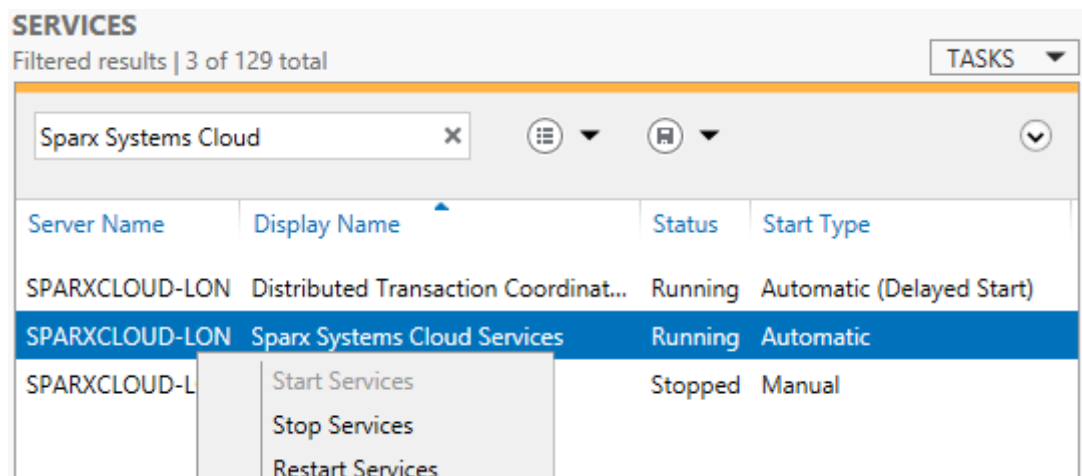 SERVICES
Filtered results | 3 of 129 total
TASKS
Sparx Systems Cloud
Server Name Display Name Status Start Type
SPARXCLOUD-LON Distributed Transaction Coordinat... Running Automatic (Delayed Start)
SPARXCLOUD-LON Sparx Systems Cloud Services Running Automatic
SPARXCLOUD-L Start Services Stopped Manual
Stop Services
Restart Services